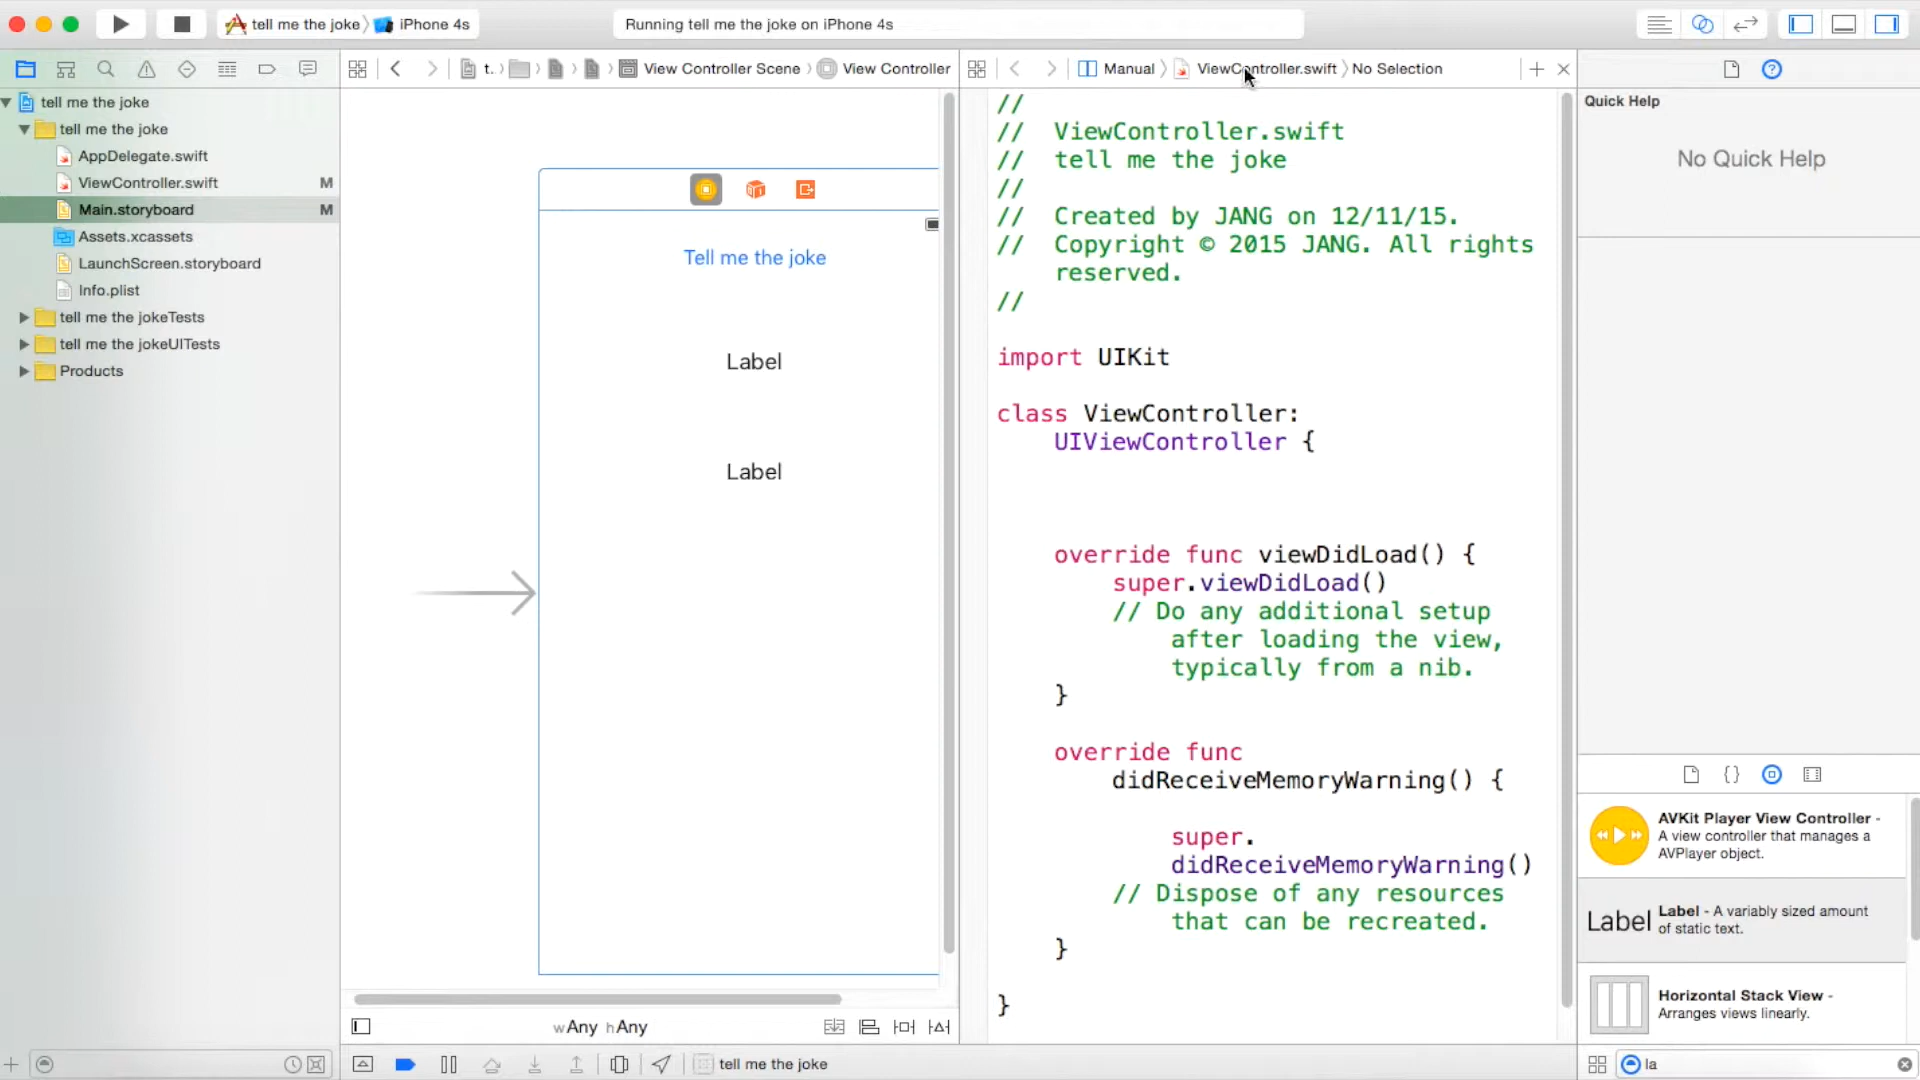 tell me the joke
iPhone 4s
Running tell me the joke on iPhone 4s
t.
View Controller Scene
View Controller
Manual
ViewController.swift
No Selection
tell me the joke
tell me the joke
AppDelegate.swift
ViewController.swift M
Main.storyboard M
Assets.xcassets
LaunchScreen.storyboard
Info.plist
tell me the jokeTests
tell me the jokeUITests
Products
Tell me the joke
Label
Label
wAny hAny
tell me the joke
//
// ViewController.swift
// tell me the joke
//
// Created by JANG on 12/11/15.
// Copyright © 2015 JANG. All rights
reserved.
//
import UIKit
class ViewController:
UIViewController {
override func viewDidLoad() {
super.viewDidLoad()
// Do any additional setup
after loading the view,
typically from a nib.
}
override func
didReceiveMemoryWarning() {
super.
didReceiveMemoryWarning()
// Dispose of any resources
that can be recreated.
}
}
Quick Help
No Quick Help
{}
AVKit Player View Controller -
A view controller that manages a
AVPlayer object.
Label
Label - A variably sized amount
of static text.
Horizontal Stack View -
Arranges views linearly.
la